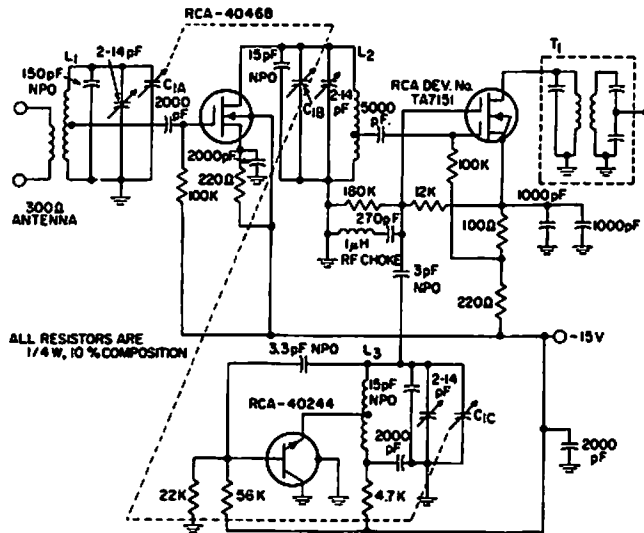 RCA-40468
L1
2-14pF
150pF
NPO
C1A
2000
pF
15pF
NPO
L2
C1B
2-14
pF
5000
pF
RCA DEV. No.
TA7151
T1
2000pF
220Ω
100K
100K
180K
12K
270pF
1μH
RF CHOKE
3pF
NPO
100Ω
220Ω
1000pF
1000pF
300Ω
ANTENNA
-15V
ALL RESISTORS ARE
1/4 W, 10 % COMPOSITION
3.3pF NPO
L3
15pF
NPO
2-14
pF
C1C
RCA-40244
2000
pF
2000
pF
22K
56K
4.7K